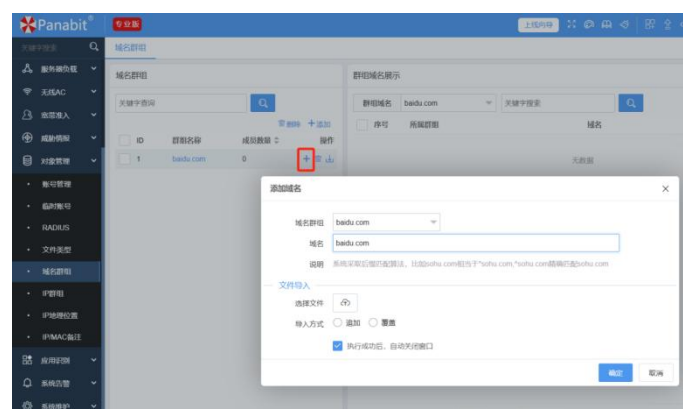 Panabit®
专业版
上线向导
关键字搜索
域名群组
服务器负载
无线AC
宽带准入
威胁情报
对象管理
账号管理
临时账号
RADIUS
文件类型
域名群组
IP群组
IP地理位置
IP/MAC备注
应用识别
系统告警
系统维护
域名群组
关键字查询
删除 添加
ID 群组名称 成员数量 操作
1 baidu.com 0
群组域名展示
群组域名 baidu.com 关键字搜索
序号 所属群组 域名
无数据
添加域名
域名群组 baidu.com
域名 baidu.com
说明 系统采取后缀匹配算法，比如sohu.com相当于*sohu.com,^sohu.com精确匹配sohu.com
文件导入
选择文件
导入方式 追加 覆盖
执行成功后，自动关闭窗口
确定 取消